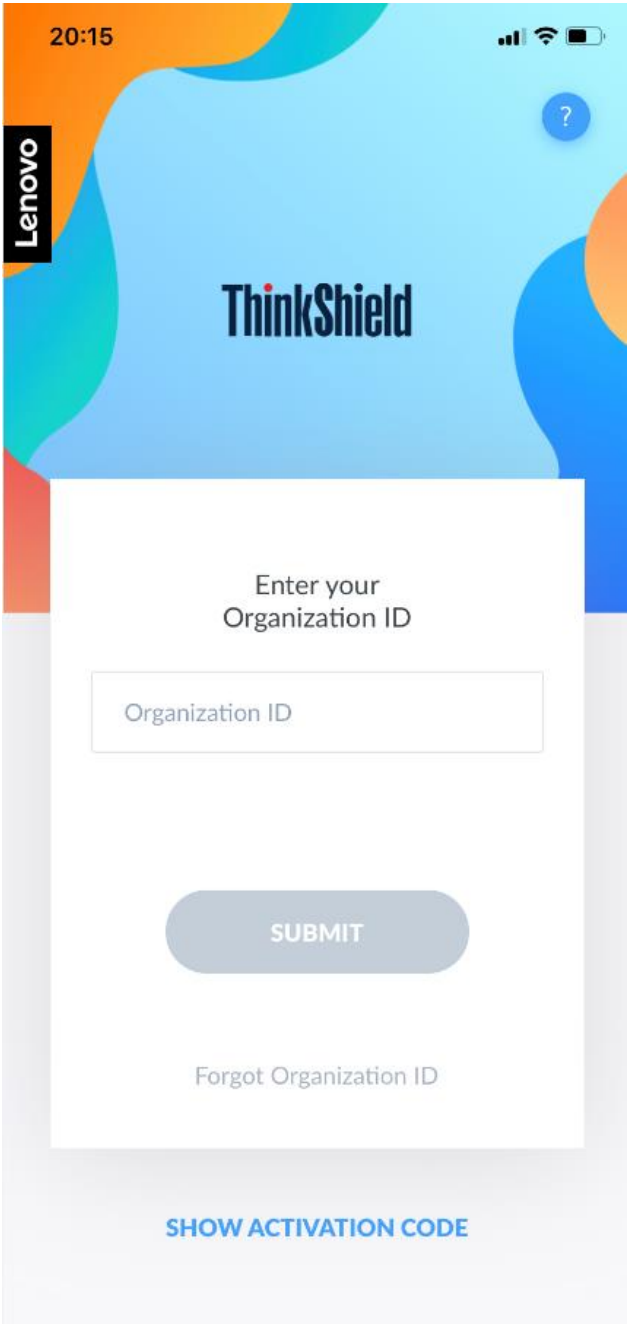 20:15
?
Lenovo
ThinkShield
Enter your
Organization ID
Organization ID
SUBMIT
Forgot Organization ID
SHOW ACTIVATION CODE